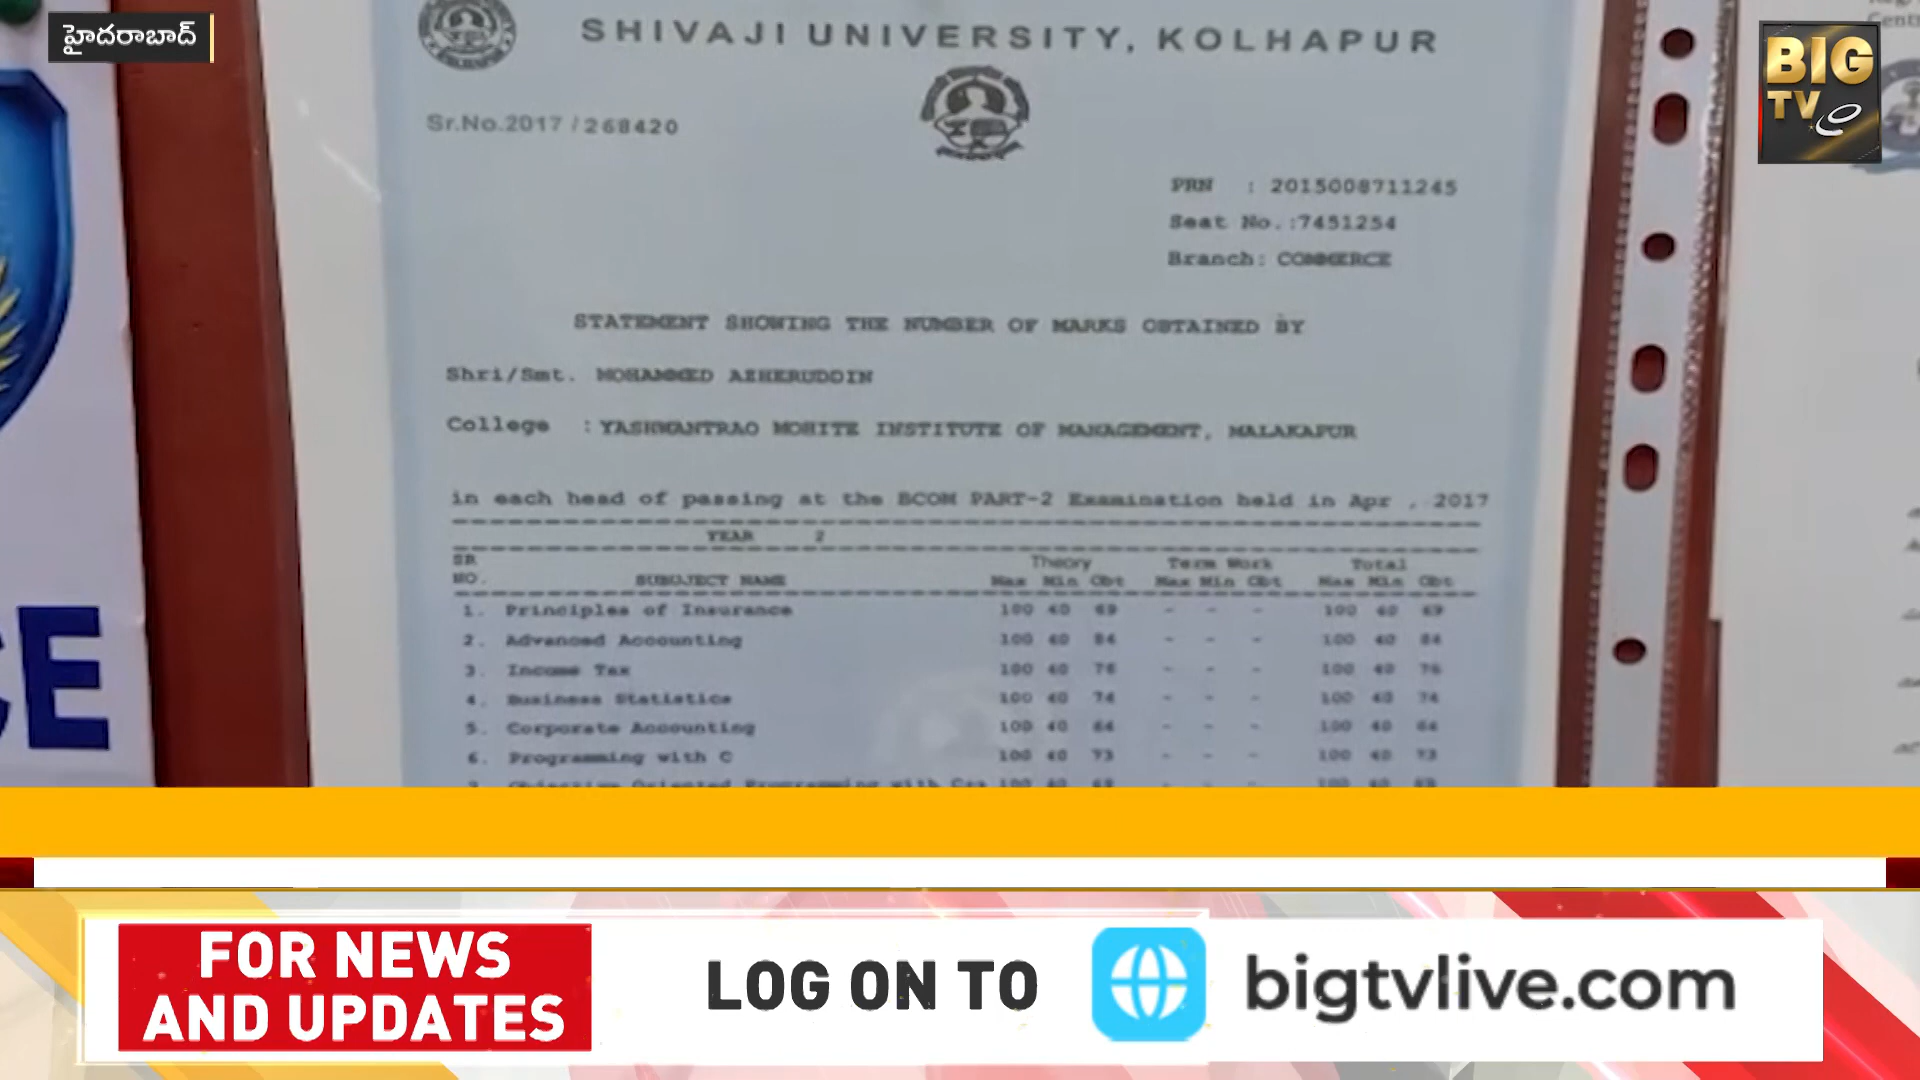 హైదరాబాద్
BIG
TV
SHIVAJI UNIVERSITY, KOLHAPUR
Sr.No.2017 / 268420
PRN : 2015008711245
Seat No.:7451254
Branch: COMMERCE
STATEMENT SHOWING THE NUMBER OF MARKS OBTAINED BY
Shri/Smt. MOHAMMED AZHERUDDIN
College : YASHWANTRAO MOHITE INSTITUTE OF MANAGEMENT, MALAKAPUR
in each head of passing at the BCOM PART-2 Examination held in Apr , 2017
YEAR 2
SR Theory Term Work Total
NO. SUBUJECT NAME Max Min Obt Max Min Obt Max Min Obt
1. Principles of Insurance 100 40 69 - - - 100 40 69
2. Advanced Accounting 100 40 84 - - - 100 40 84
3. Income Tax 100 40 76 - - - 100 40 76
4. Business Statistics 100 40 74 - - - 100 40 74
5. Corporate Accounting 100 40 64 - - - 100 40 64
6. Programming with C 100 40 73 - - - 100 40 73
Objective Oriented Programming with
CE
FOR NEWS
AND UPDATES
LOG ON TO
bigtvlive.com